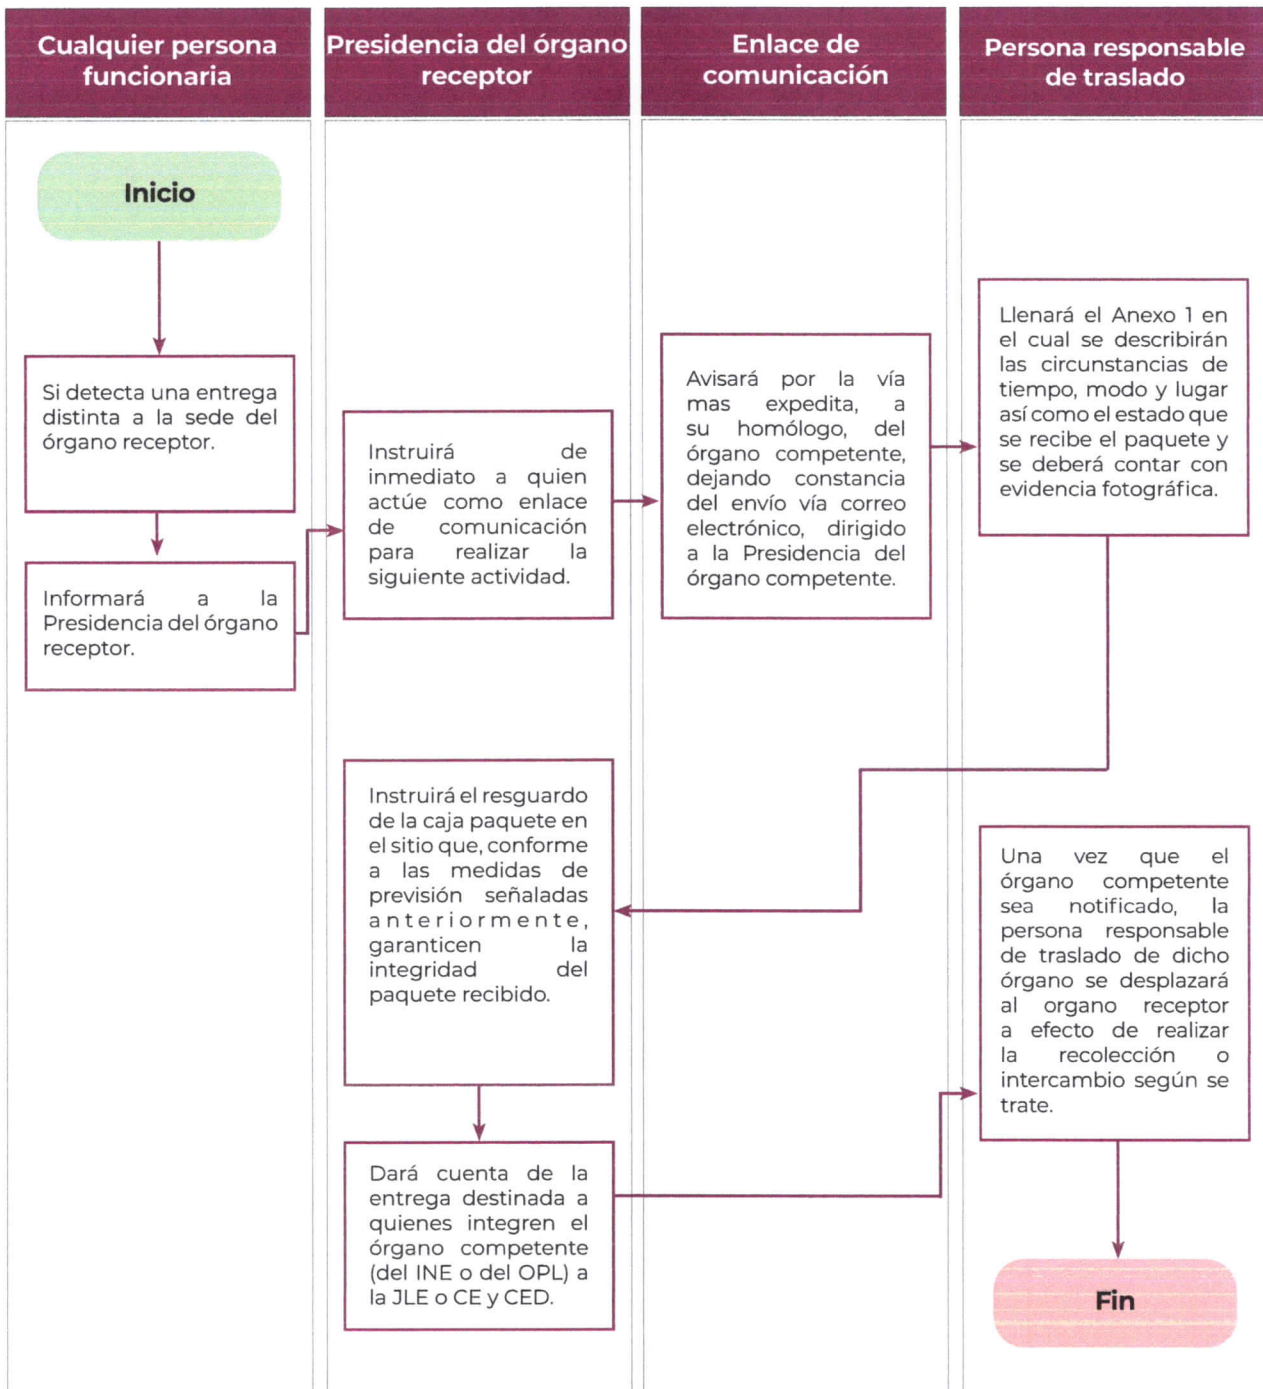 Cualquier persona
funcionaria
Presidencia del órgano
receptor
Enlace de
comunicación
Persona responsable
de traslado
Inicio
Si detecta una entrega
distinta a la sede del
órgano receptor.
Informará a la
Presidencia del órgano
receptor.
Instruirá de
inmediato a quien
actúe como enlace
de comunicación
para realizar la
siguiente actividad.
Avisará por la vía
mas expedita, a
su homólogo, del
órgano competente,
dejando constancia
del envío vía correo
electrónico, dirigido
a la Presidencia del
órgano competente.
Llenará el Anexo 1 en
el cual se describirán
las circunstancias de
tiempo, modo y lugar
así como el estado que
se recibe el paquete y
se deberá contar con
evidencia fotográfica.
Instruirá el resguardo
de la caja paquete en
el sitio que, conforme
a las medidas de
previsión señaladas
anteriormente,
garanticen la
integridad del
paquete recibido.
Dará cuenta de la
entrega destinada a
quienes integren el
órgano competente
(del INE o del OPL) a
la JLE o CE y CED.
Una vez que el
órgano competente
sea notificado, la
persona responsable
de traslado de dicho
órgano se desplazará
al organo receptor
a efecto de realizar
la recolección o
intercambio según se
trate.
Fin